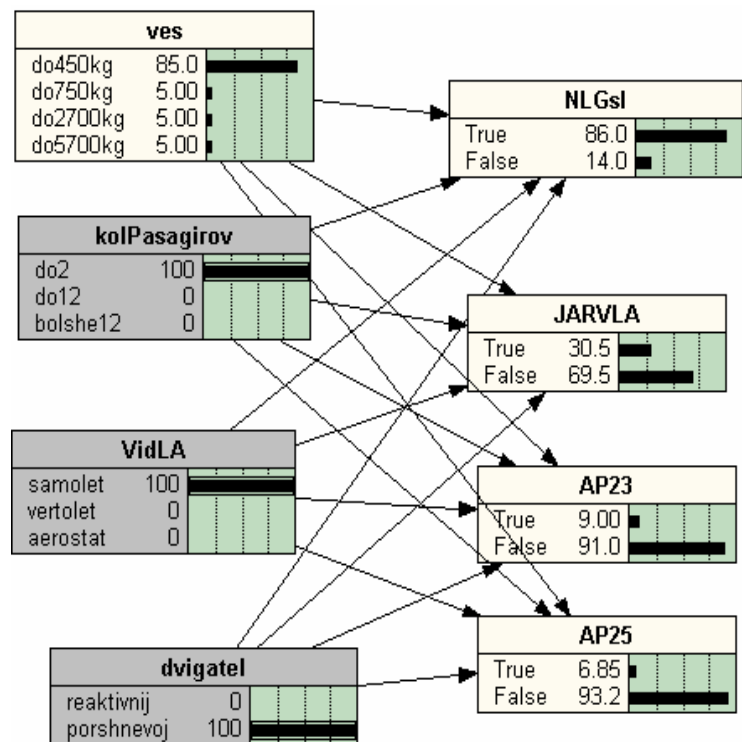 ves
do450kg 85.0
do750kg 5.00
do2700kg 5.00
do5700kg 5.00
kolPasagirov
do2 100
do12 0
bolshe12 0
VidLA
samolet 100
vertolet 0
aerostat 0
dvigatel
reaktivnij 0
porshnevoj 100
NLGsl
True 86.0
False 14.0
JARVLA
True 30.5
False 69.5
AP23
True 9.00
False 91.0
AP25
True 6.85
False 93.2